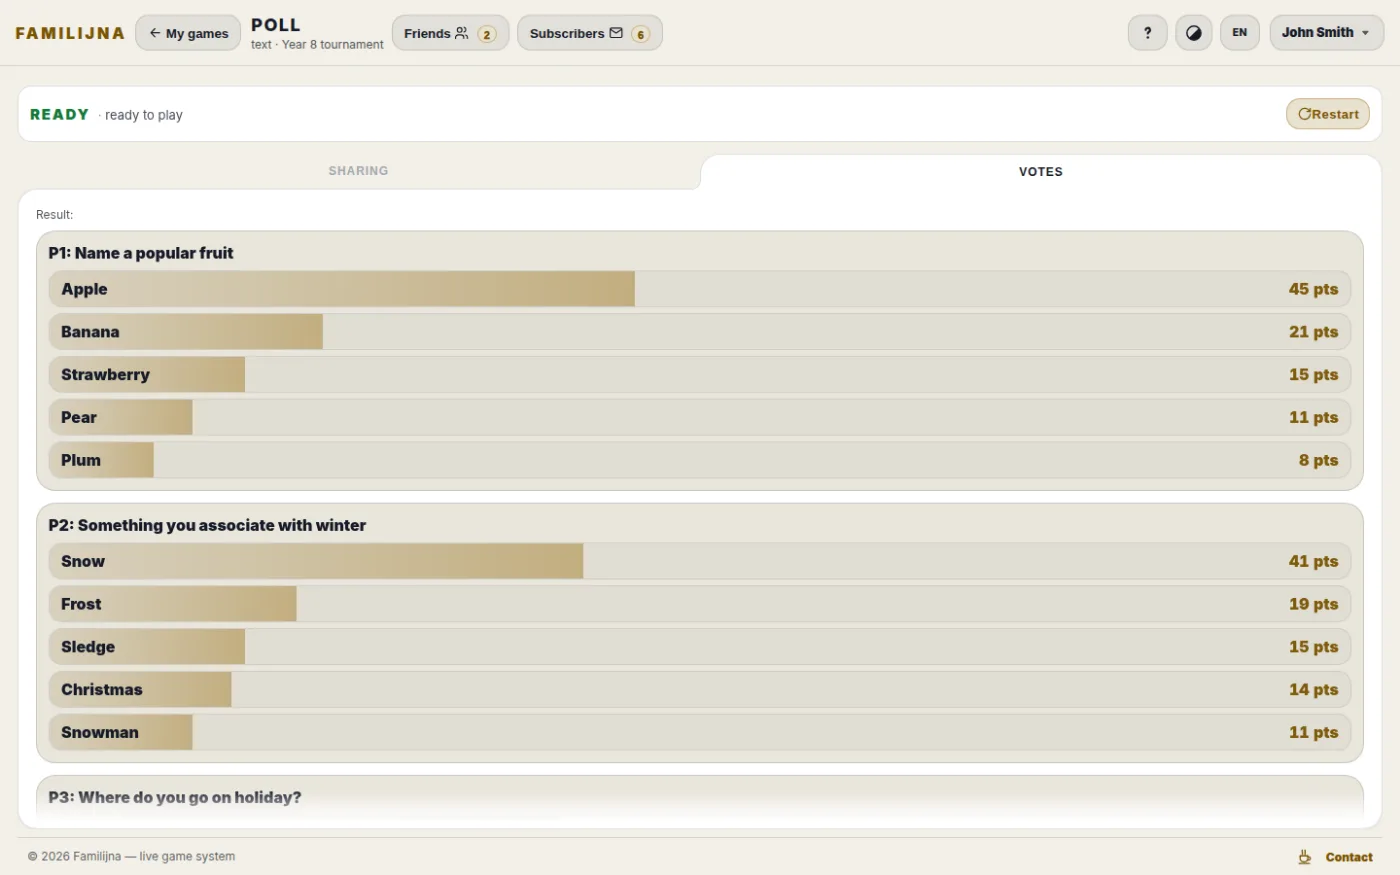 FAMILIJNA
← My games
POLL
text · Year 8 tournament
Friends 2
Subscribers 6
?
EN
John Smith
READY · ready to play
Restart
SHARING
VOTES
Result:
P1: Name a popular fruit
Apple 45 pts
Banana 21 pts
Strawberry 15 pts
Pear 11 pts
Plum 8 pts
P2: Something you associate with winter
Snow 41 pts
Frost 19 pts
Sledge 15 pts
Christmas 14 pts
Snowman 11 pts
P3: Where do you go on holiday?
© 2026 Familijna — live game system
Contact